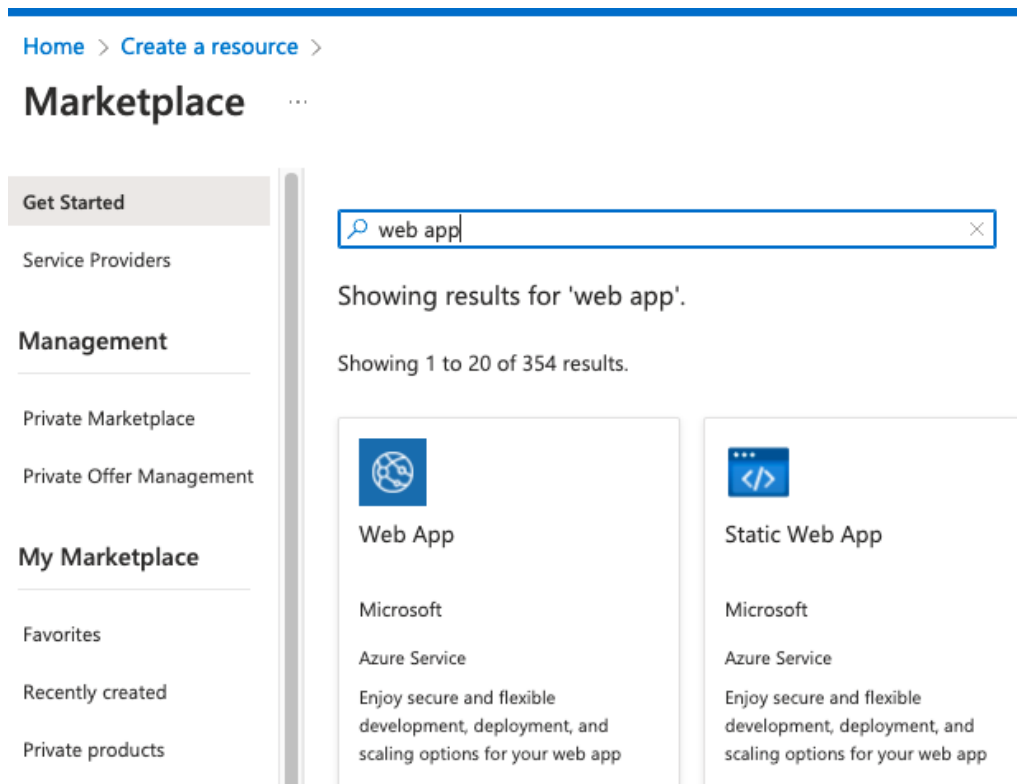 Home > Create a resource >
Marketplace ...
Get Started
Service Providers
Management
Private Marketplace
Private Offer Management
My Marketplace
Favorites
Recently created
Private products
web app
Showing results for 'web app'.
Showing 1 to 20 of 354 results.
Web App
Microsoft
Azure Service
Enjoy secure and flexible
development, deployment, and
scaling options for your web app
</>
Static Web App
Microsoft
Azure Service
Enjoy secure and flexible
development, deployment, and
scaling options for your web app